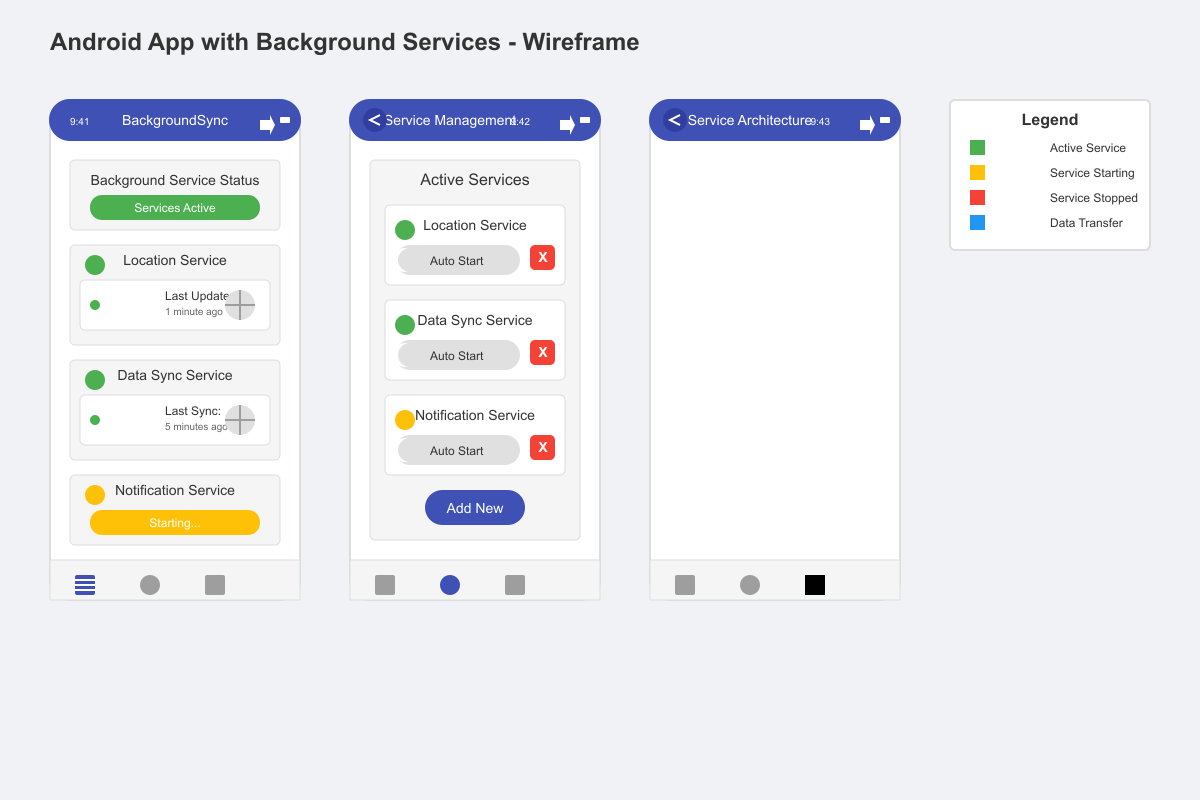 Android App with Background Services - Wireframe
9:41
BackgroundSync
Background Service Status
Services Active
Location Service
Last Update
1 minute ago
Data Sync Service
Last Sync:
5 minutes ago
Notification Service
Starting...
<
Service Management
9:42
Active Services
Location Service
Auto Start
X
Data Sync Service
Auto Start
X
Notification Service
Auto Start
X
Add New
<
Service Architecture
9:43
Legend
Active Service
Service Starting
Service Stopped
Data Transfer